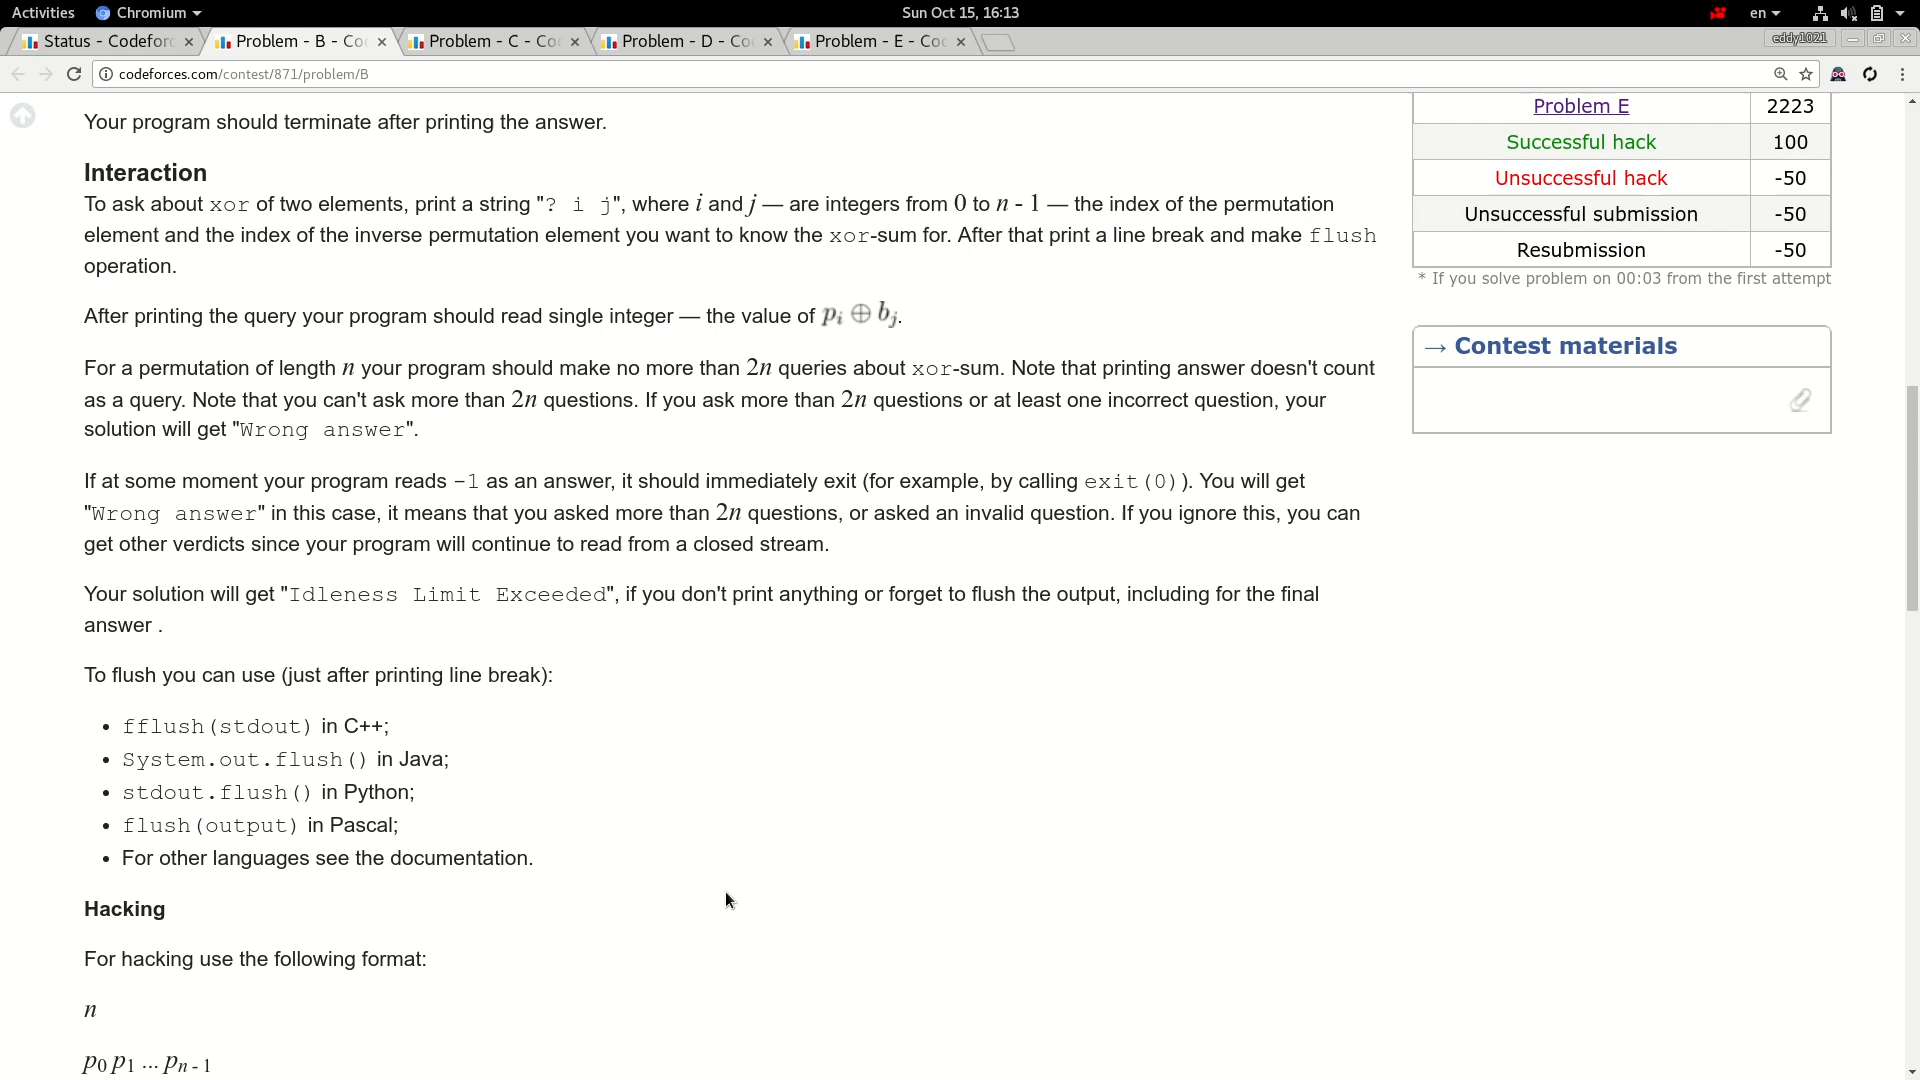 Activities Chromium Sun Oct 15, 16:13 en
Status - Codeforc Problem - B - Co Problem - C - Co Problem - D - Co Problem - E - Coc eddy1021
codeforces.com/contest/871/problem/B
Your program should terminate after printing the answer.
Interaction
To ask about xor of two elements, print a string "? i j", where i and j — are integers from 0 to n - 1 — the index of the permutation
element and the index of the inverse permutation element you want to know the xor-sum for. After that print a line break and make flush
operation.
After printing the query your program should read single integer — the value of pᵢ ⊕ bⱼ.
For a permutation of length n your program should make no more than 2n queries about xor-sum. Note that printing answer doesn't count
as a query. Note that you can't ask more than 2n questions. If you ask more than 2n questions or at least one incorrect question, your
solution will get "Wrong answer".
If at some moment your program reads -1 as an answer, it should immediately exit (for example, by calling exit(0)). You will get
"Wrong answer" in this case, it means that you asked more than 2n questions, or asked an invalid question. If you ignore this, you can
get other verdicts since your program will continue to read from a closed stream.
Your solution will get "Idleness Limit Exceeded", if you don't print anything or forget to flush the output, including for the final
answer .
To flush you can use (just after printing line break):
• fflush(stdout) in C++;
• System.out.flush() in Java;
• stdout.flush() in Python;
• flush(output) in Pascal;
• For other languages see the documentation.
Hacking
For hacking use the following format:
n
p₀ p₁ ... pₙ ₋ ₁
Problem E 2223
Successful hack 100
Unsuccessful hack -50
Unsuccessful submission -50
Resubmission -50
* If you solve problem on 00:03 from the first attempt
→ Contest materials